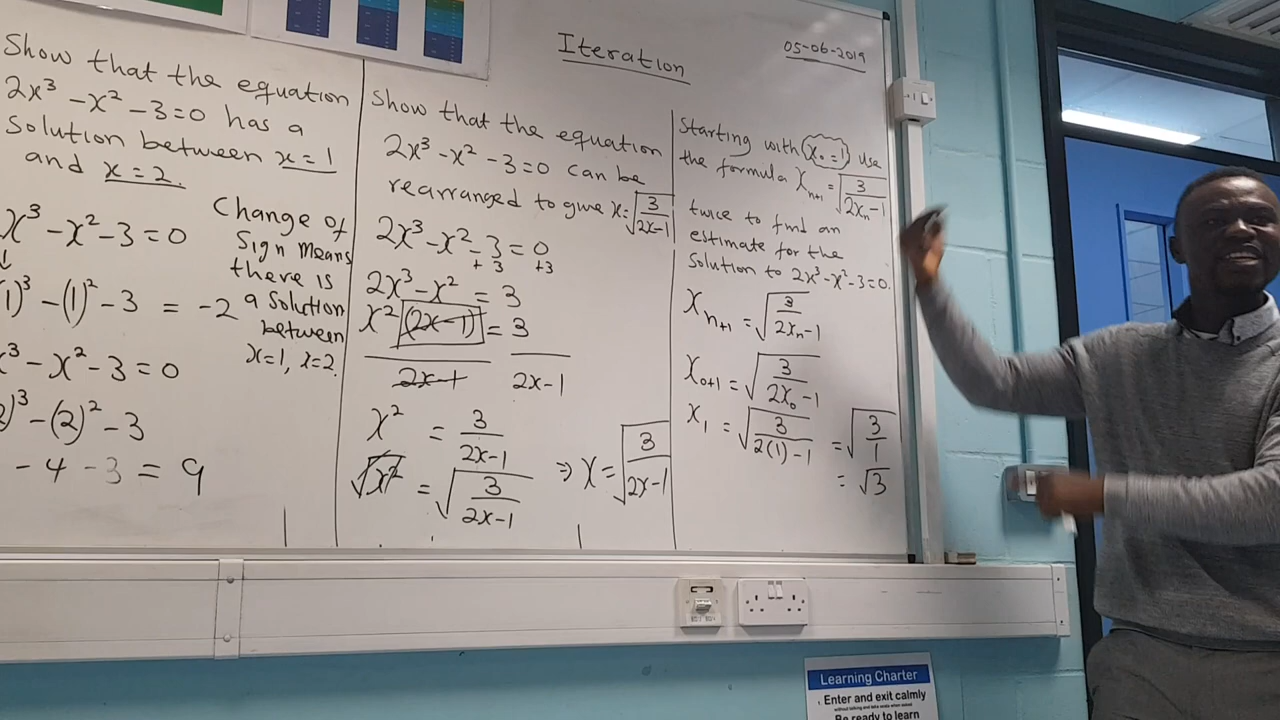 Iteration
05-06-2019
Show that the equation
2x³ - x² - 3 = 0 has a
Solution between x = 1
and x = 2.
x³ - x² - 3 = 0
(1)³ - (1)² - 3 = -2
x³ - x² - 3 = 0
)³ - (2)² - 3
- 4 - 3 = 9
Change of
Sign Means
there is
a Solution
between
x=1, x=2.
Show that the equation
2x³ - x² - 3 = 0 can be
rearranged to give x = √(3/(2x-1))
2x³ - x² - 3 = 0
+3 +3
2x³ - x² = 3
x² (2x-1) = 3
2x-1 2x-1
x² = 3/(2x-1)
√x² = √(3/(2x-1)) ⇒ x = √(3/(2x-1))
Starting with (x₀ = 1) use
the formula xₙ₊₁ = √(3/(2xₙ-1))
twice to find an
estimate for the
Solution to 2x³ - x² - 3 = 0.
xₙ₊₁ = √(3/(2xₙ-1))
x₀₊₁ = √(3/(2x₀-1))
x₁ = √(3/(2(1)-1)) = √(3/1)
= √3
Learning Charter
1. Enter and exit calmly
Be ready to learn